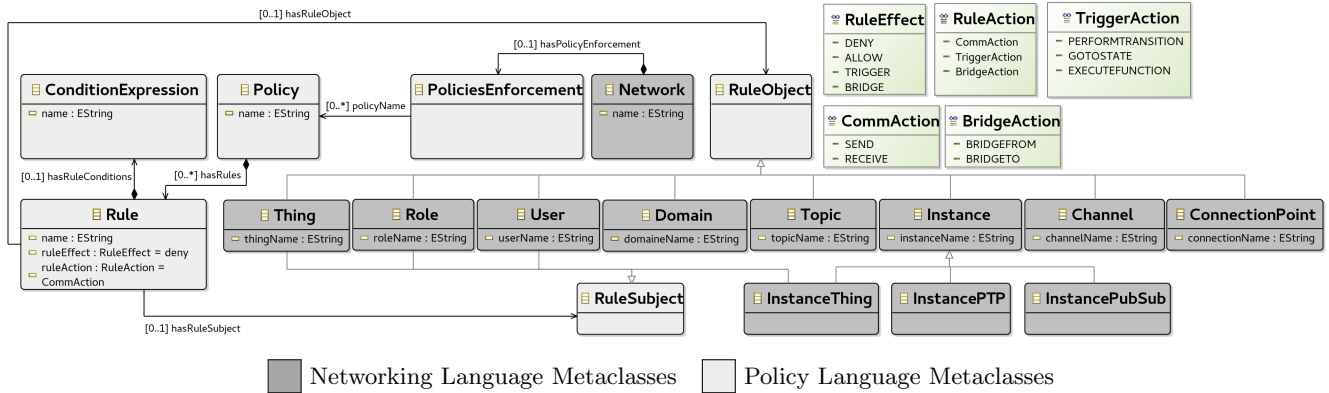 [0..1] hasRuleObject
[0..1] hasPolicyEnforcement
ConditionExpression
name : EString
Policy
name : EString
[0..*] policyName
PoliciesEnforcement
Network
name : EString
RuleObject
RuleEffect
DENY
ALLOW
TRIGGER
BRIDGE
RuleAction
CommAction
TriggerAction
BridgeAction
TriggerAction
PERFORMTRANSITION
GOTOSTATE
EXECUTEFUNCTION
CommAction
SEND
RECEIVE
BridgeAction
BRIDGEFROM
BRIDGETO
[0..1] hasRuleConditions
[0..*] hasRules
Rule
name : EString
ruleEffect : RuleEffect = deny
ruleAction : RuleAction =
CommAction
Thing
thingName : EString
Role
roleName : EString
User
userName : EString
Domain
domaineName : EString
Topic
topicName : EString
Instance
instanceName : EString
Channel
channelName : EString
ConnectionPoint
connectionName : EString
RuleSubject
InstanceThing
InstancePTP
InstancePubSub
[0..1] hasRuleSubject
Networking Language Metaclasses
Policy Language Metaclasses